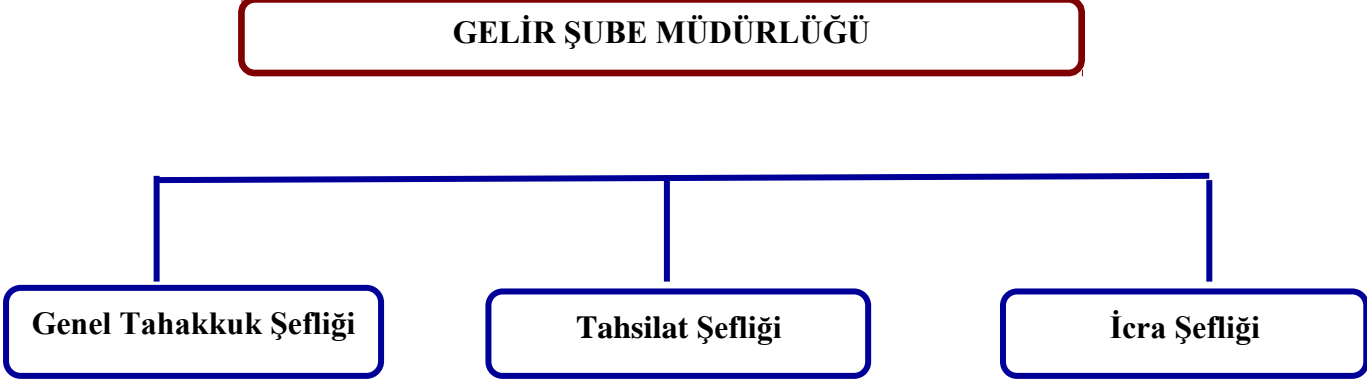 GELİR ŞUBE MÜDÜRLÜĞÜ
Genel Tahakkuk Şefliği
Tahsilat Şefliği
İcra Şefliği